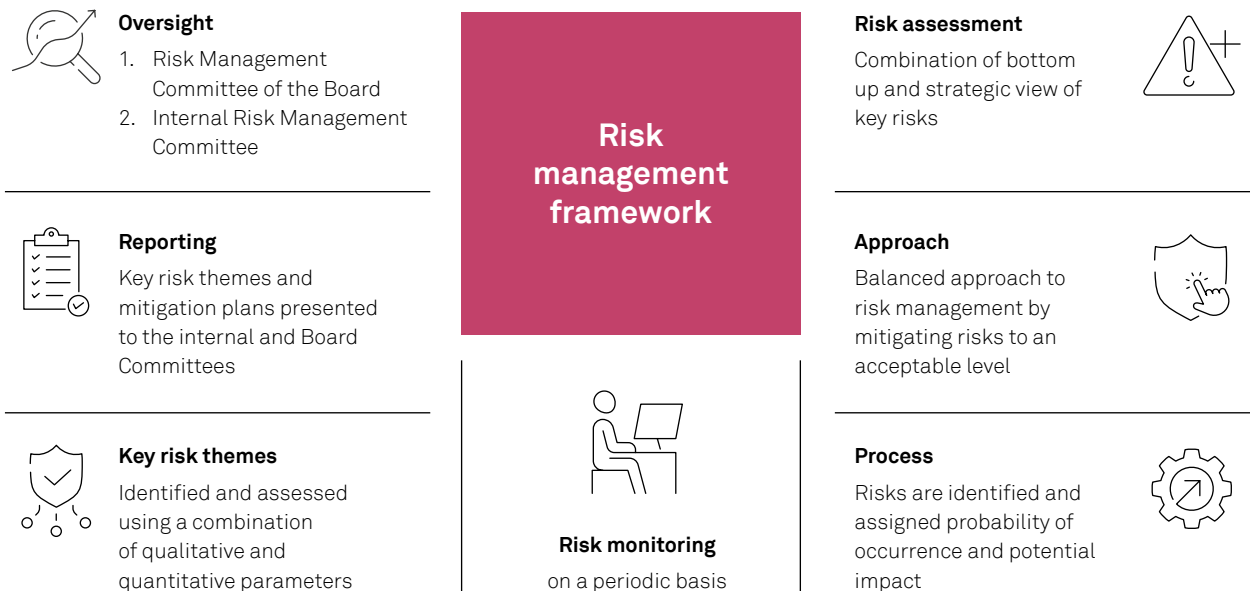 Oversight
1. Risk Management
Committee of the Board
2. Internal Risk Management
Committee
Reporting
Key risk themes and
mitigation plans presented
to the internal and Board
Committees
Key risk themes
Identified and assessed
using a combination
of qualitative and
quantitative parameters
Risk
management
framework
Risk monitoring
on a periodic basis
Risk assessment
Combination of bottom
up and strategic view of
key risks
Approach
Balanced approach to
risk management by
mitigating risks to an
acceptable level
Process
Risks are identified and
assigned probability of
occurrence and potential
impact